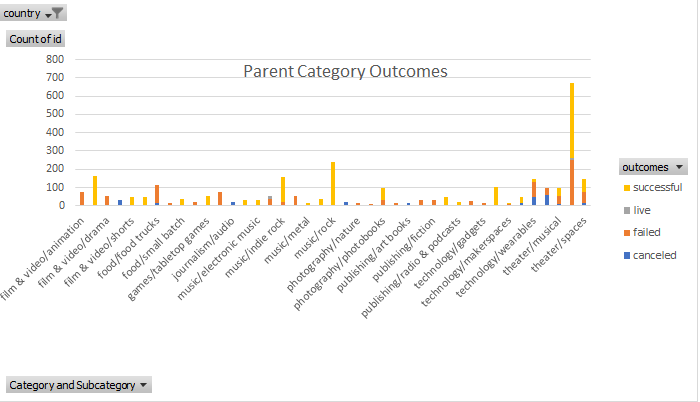 country
Count of id
Parent Category Outcomes
800
700
600
500
400
300
200
100
0
film & video/animation
film & video/drama
film & video/shorts
food/food trucks
food/small batch
games/tabletop games
journalism/audio
music/electronic music
music/indie rock
music/metal
music/rock
photography/nature
photography/photobooks
publishing/artbooks
publishing/fiction
publishing/radio & podcasts
technology/gadgets
technology/makerspaces
technology/wearables
theater/musical
theater/spaces
outcomes
successful
live
failed
canceled
Category and Subcategory